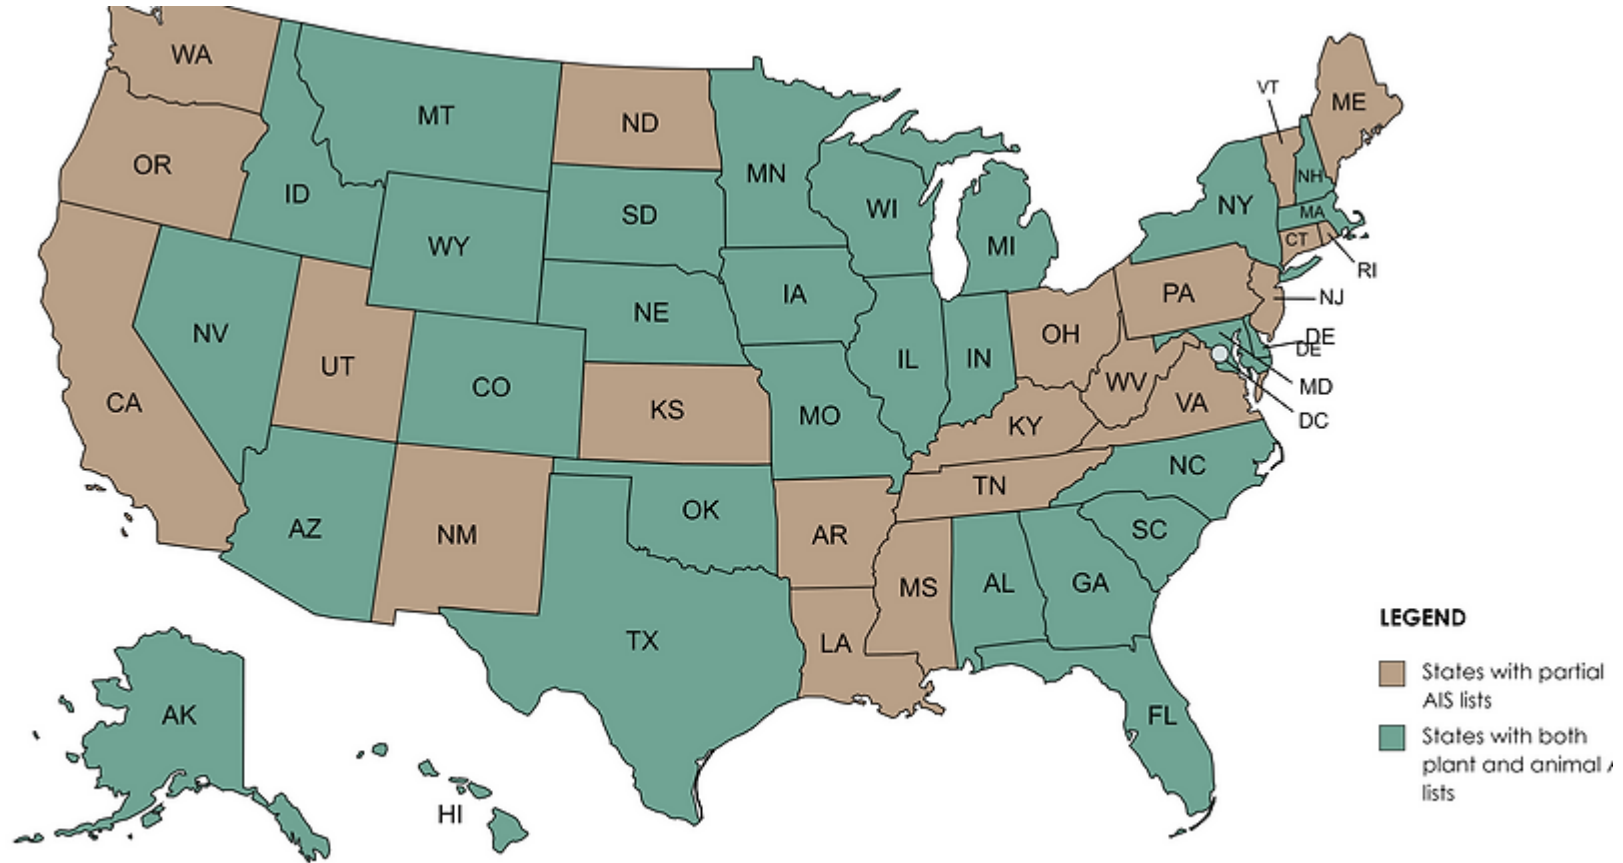 WA
MT
ND
MN
VT
ME
OR
ID
SD
WI
MI
NY
NH
MA
CT
RI
WY
IA
NE
PA
NJ
NV
UT
CO
IL
IN
OH
DE
DE
MD
DC
CA
KS
MO
WV
VA
KY
AZ
NM
OK
AR
TN
NC
SC
TX
LA
MS
AL
GA
FL
AK
HI
LEGEND
States with partial
AIS lists
States with both
plant and animal A
lists